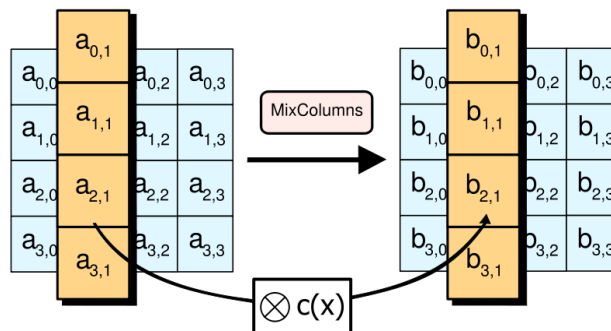 a0,1 b0,1
a0,0 a0,2 a0,3 b0,0 b0,2 b0,3
MixColumns
a1,1 b1,1
a1,0 a1,2 a1,3 b1,0 b1,2 b1,3
a2,0 a2,1 a2,2 a2,3 b2,0 b2,1 b2,2 b2,3
a3,0 a3,2 a3,3 b3,0 b3,2 b3,3
a3,1 b3,1
⊗ c(x)